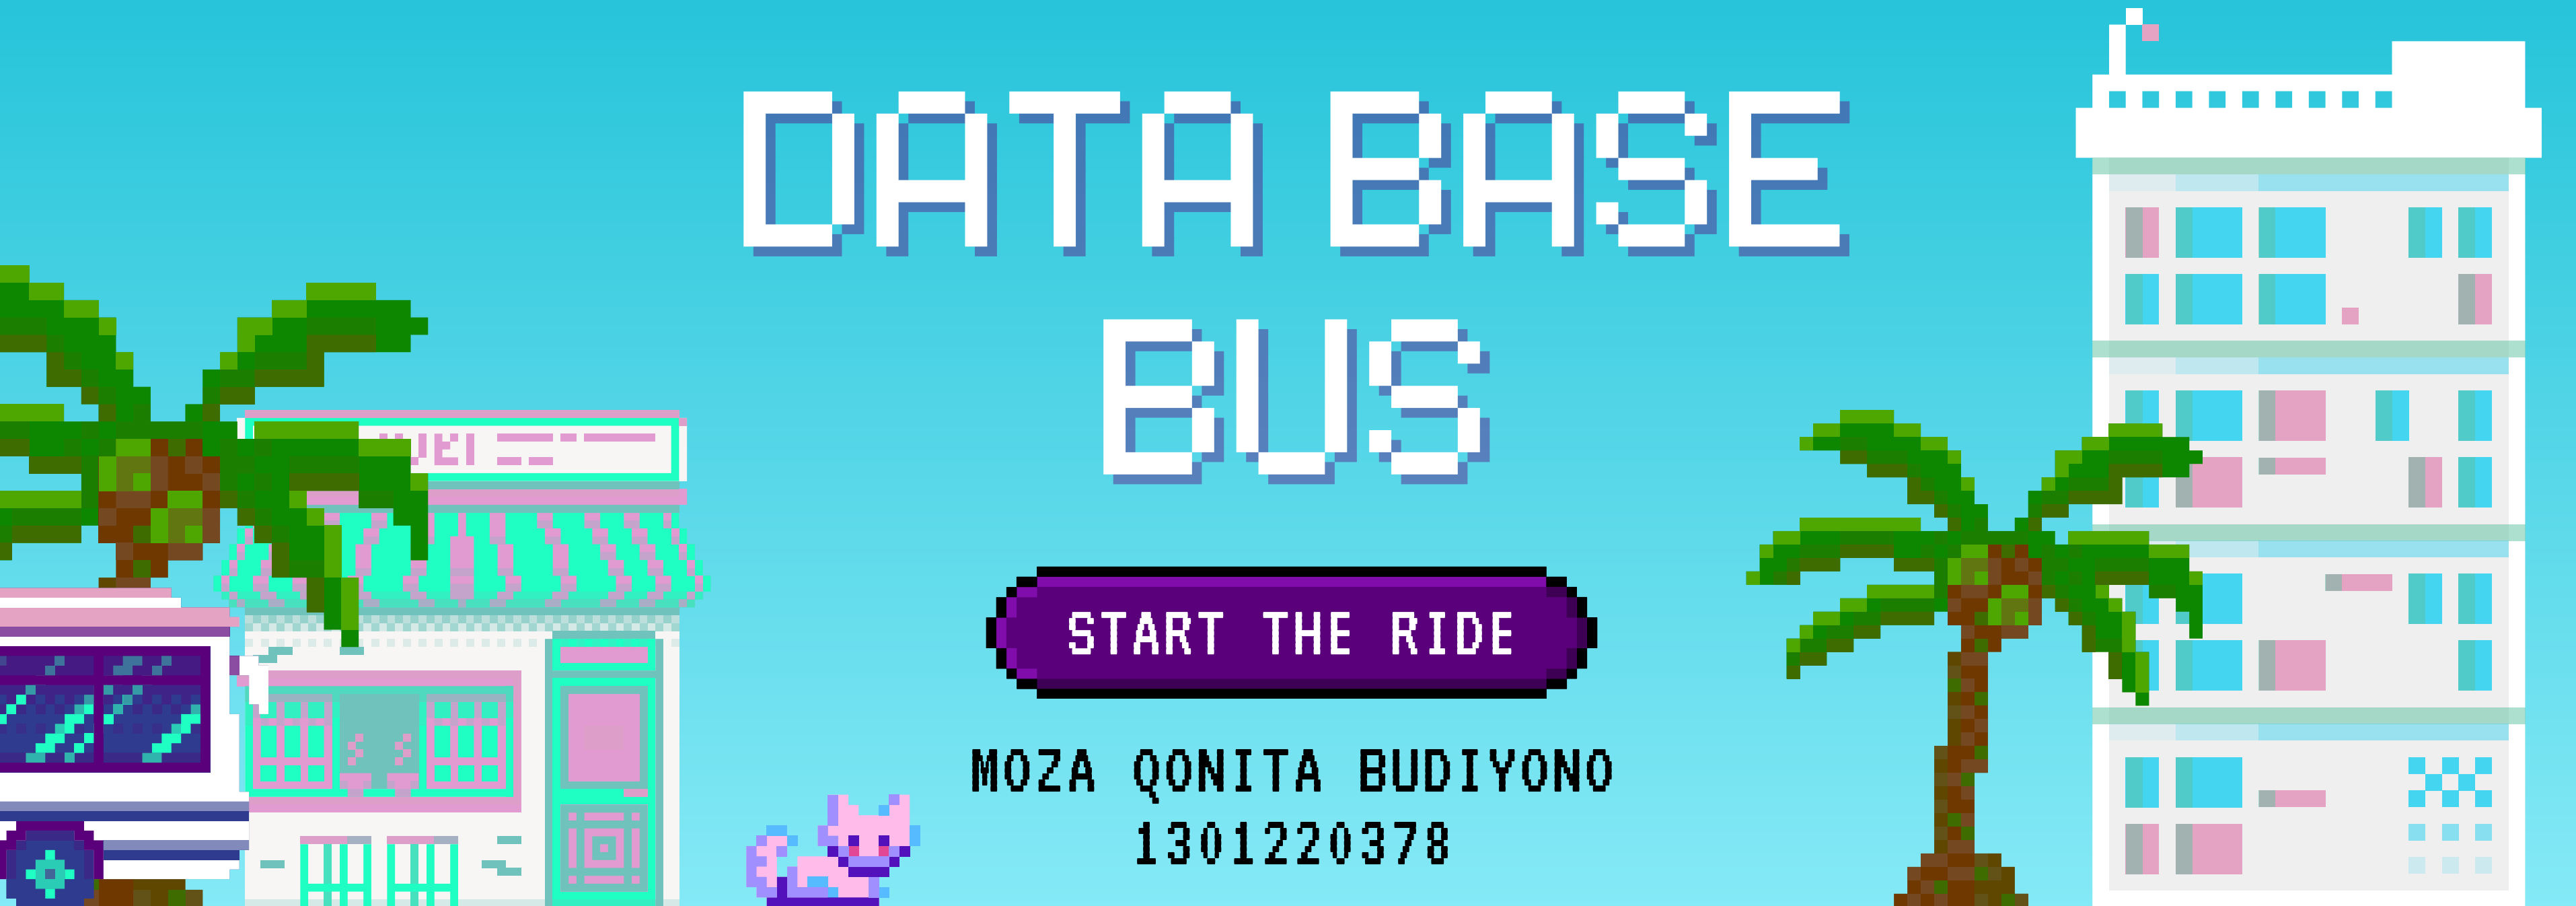 DATA BASE
BUS
START THE RIDE
MOZA QONITA BUDIYONO
1301220378